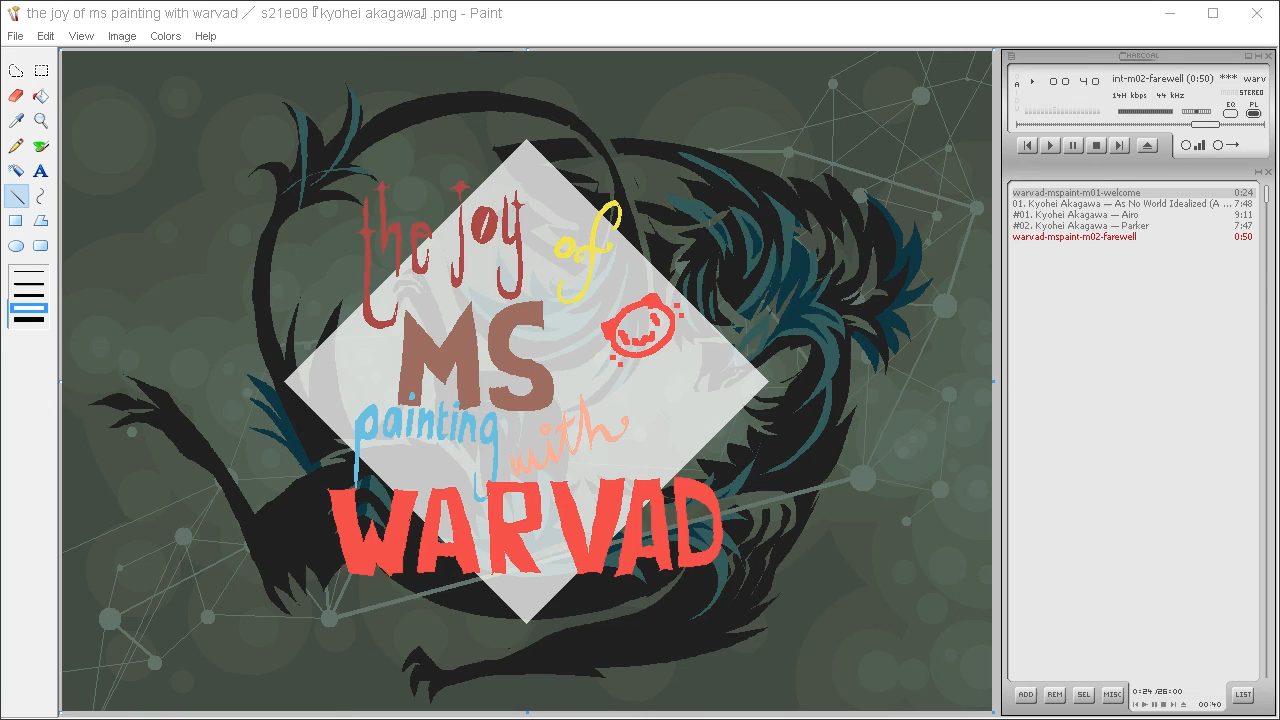 the joy of ms painting with warvad ／ s21e08『kyohei akagawa』.png - Paint
File Edit View Image Colors Help
the joy of
MS
painting with
WARVAD
CHARCOAL
00 40
int-m02-farewell (0:50) *** warv
141 kbps 44 kHz
STEREO
EQ PL
warvad-mspaint-m01-welcome 0:24
01. Kyohei Akagawa — As No World Idealized (A ... 7:48
#01. Kyohei Akagawa — Airo 9:11
#02. Kyohei Akagawa — Parker 7:47
warvad-mspaint-m02-farewell 0:50
ADD REM SEL MISC
0:24/26:00
00:40
LIST